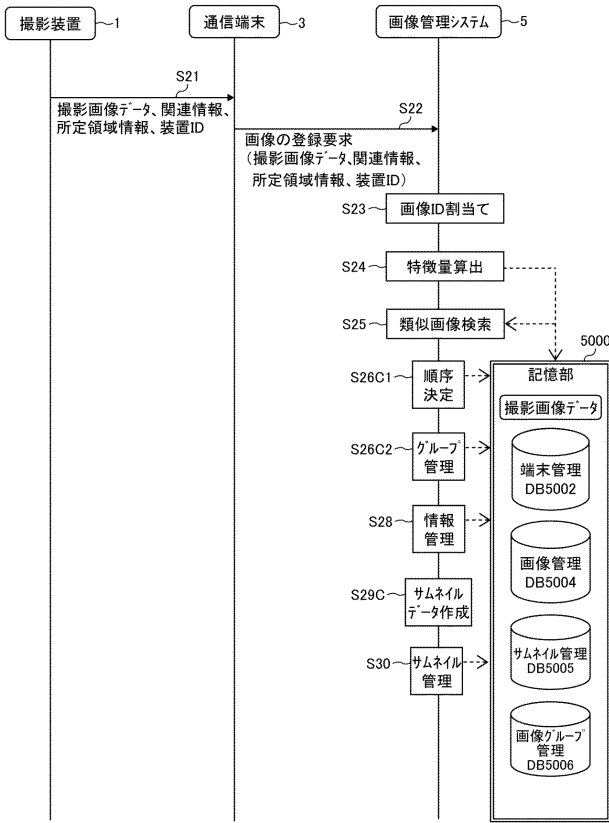 撮影装置
1
通信端末
3
画像管理システム
5
S21
撮影画像データ、関連情報、
所定領域情報、装置ID
S22
画像の登録要求
(撮影画像データ、関連情報、
所定領域情報、装置ID)
S23
画像ID割当て
S24
特徴量算出
S25
類似画像検索
5000
記憶部
撮影画像データ
S26C1
順序
決定
S26C2
グループ
管理
端末管理
DB5002
S28
情報
管理
画像管理
DB5004
S29C
サムネイル
データ作成
サムネイル管理
DB5005
S30
サムネイル
管理
画像グループ
管理
DB5006